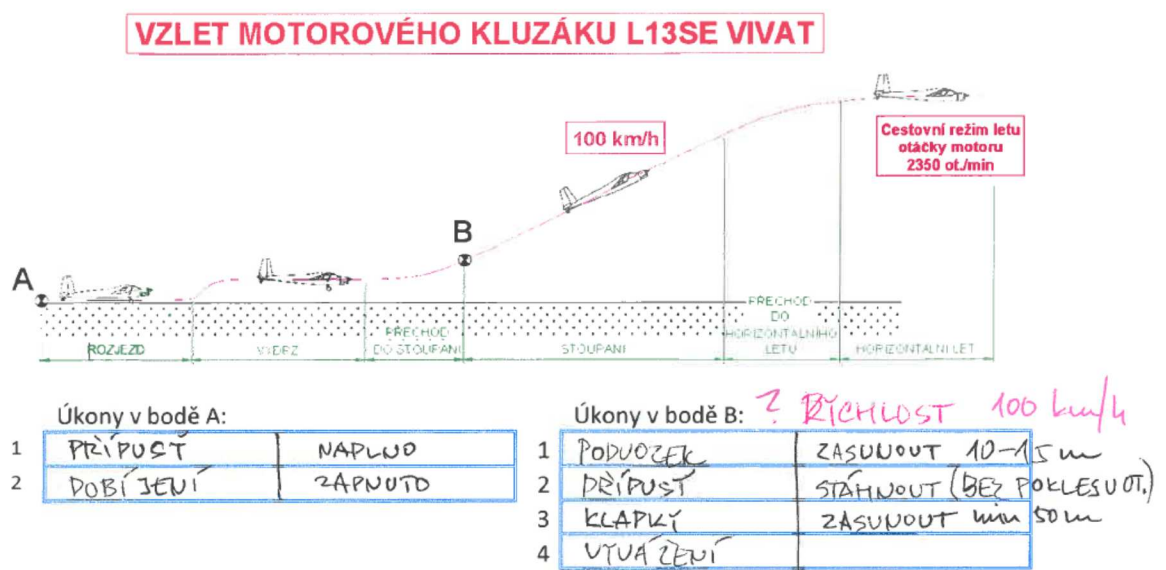 VZLET MOTOROVÉHO KLUZÁKU L13SE VIVAT
100 km/h
Cestovní režim letu
otáčky motoru
2350 ot./min
B
A
PŘECHOD
DO
HORIZONTÁLNÍHO
LETU
PŘECHOD
DO STOUPÁNÍ
ROZJEZD
VÝDRŽ
STOUPÁNÍ
HORIZONTÁLNÍ LET
Úkony v bodě A:
1 PŘÍPUSŤ NAPLNO
2 DOBÍJENÍ ZAPNUTO
Úkony v bodě B: ? RYCHLOST 100 km/h
1 PODVOZEK ZASUNOUT 10-15 m
2 PŘÍPUSŤ STÁHNOUT (BEZ POKLESU OT.)
3 KLAPKY ZASUNOUT min 50 m
4 VYVÁŽENÍ